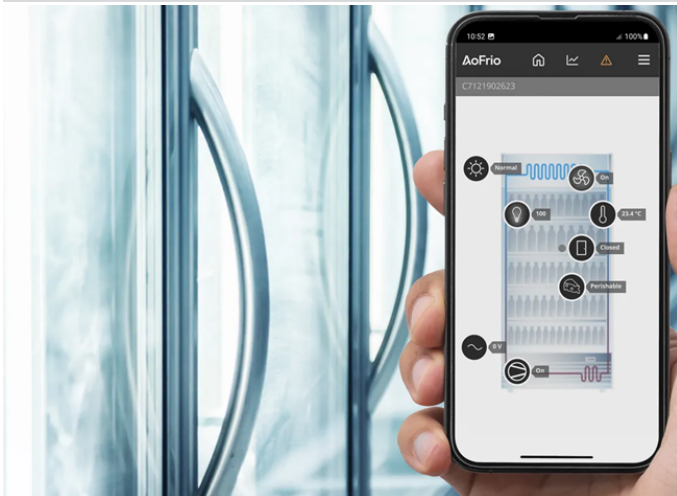 10:52
100%
AoFrio
C7121902623
Normal
On
100
23.4 °C
Closed
Perishable
0 V
On